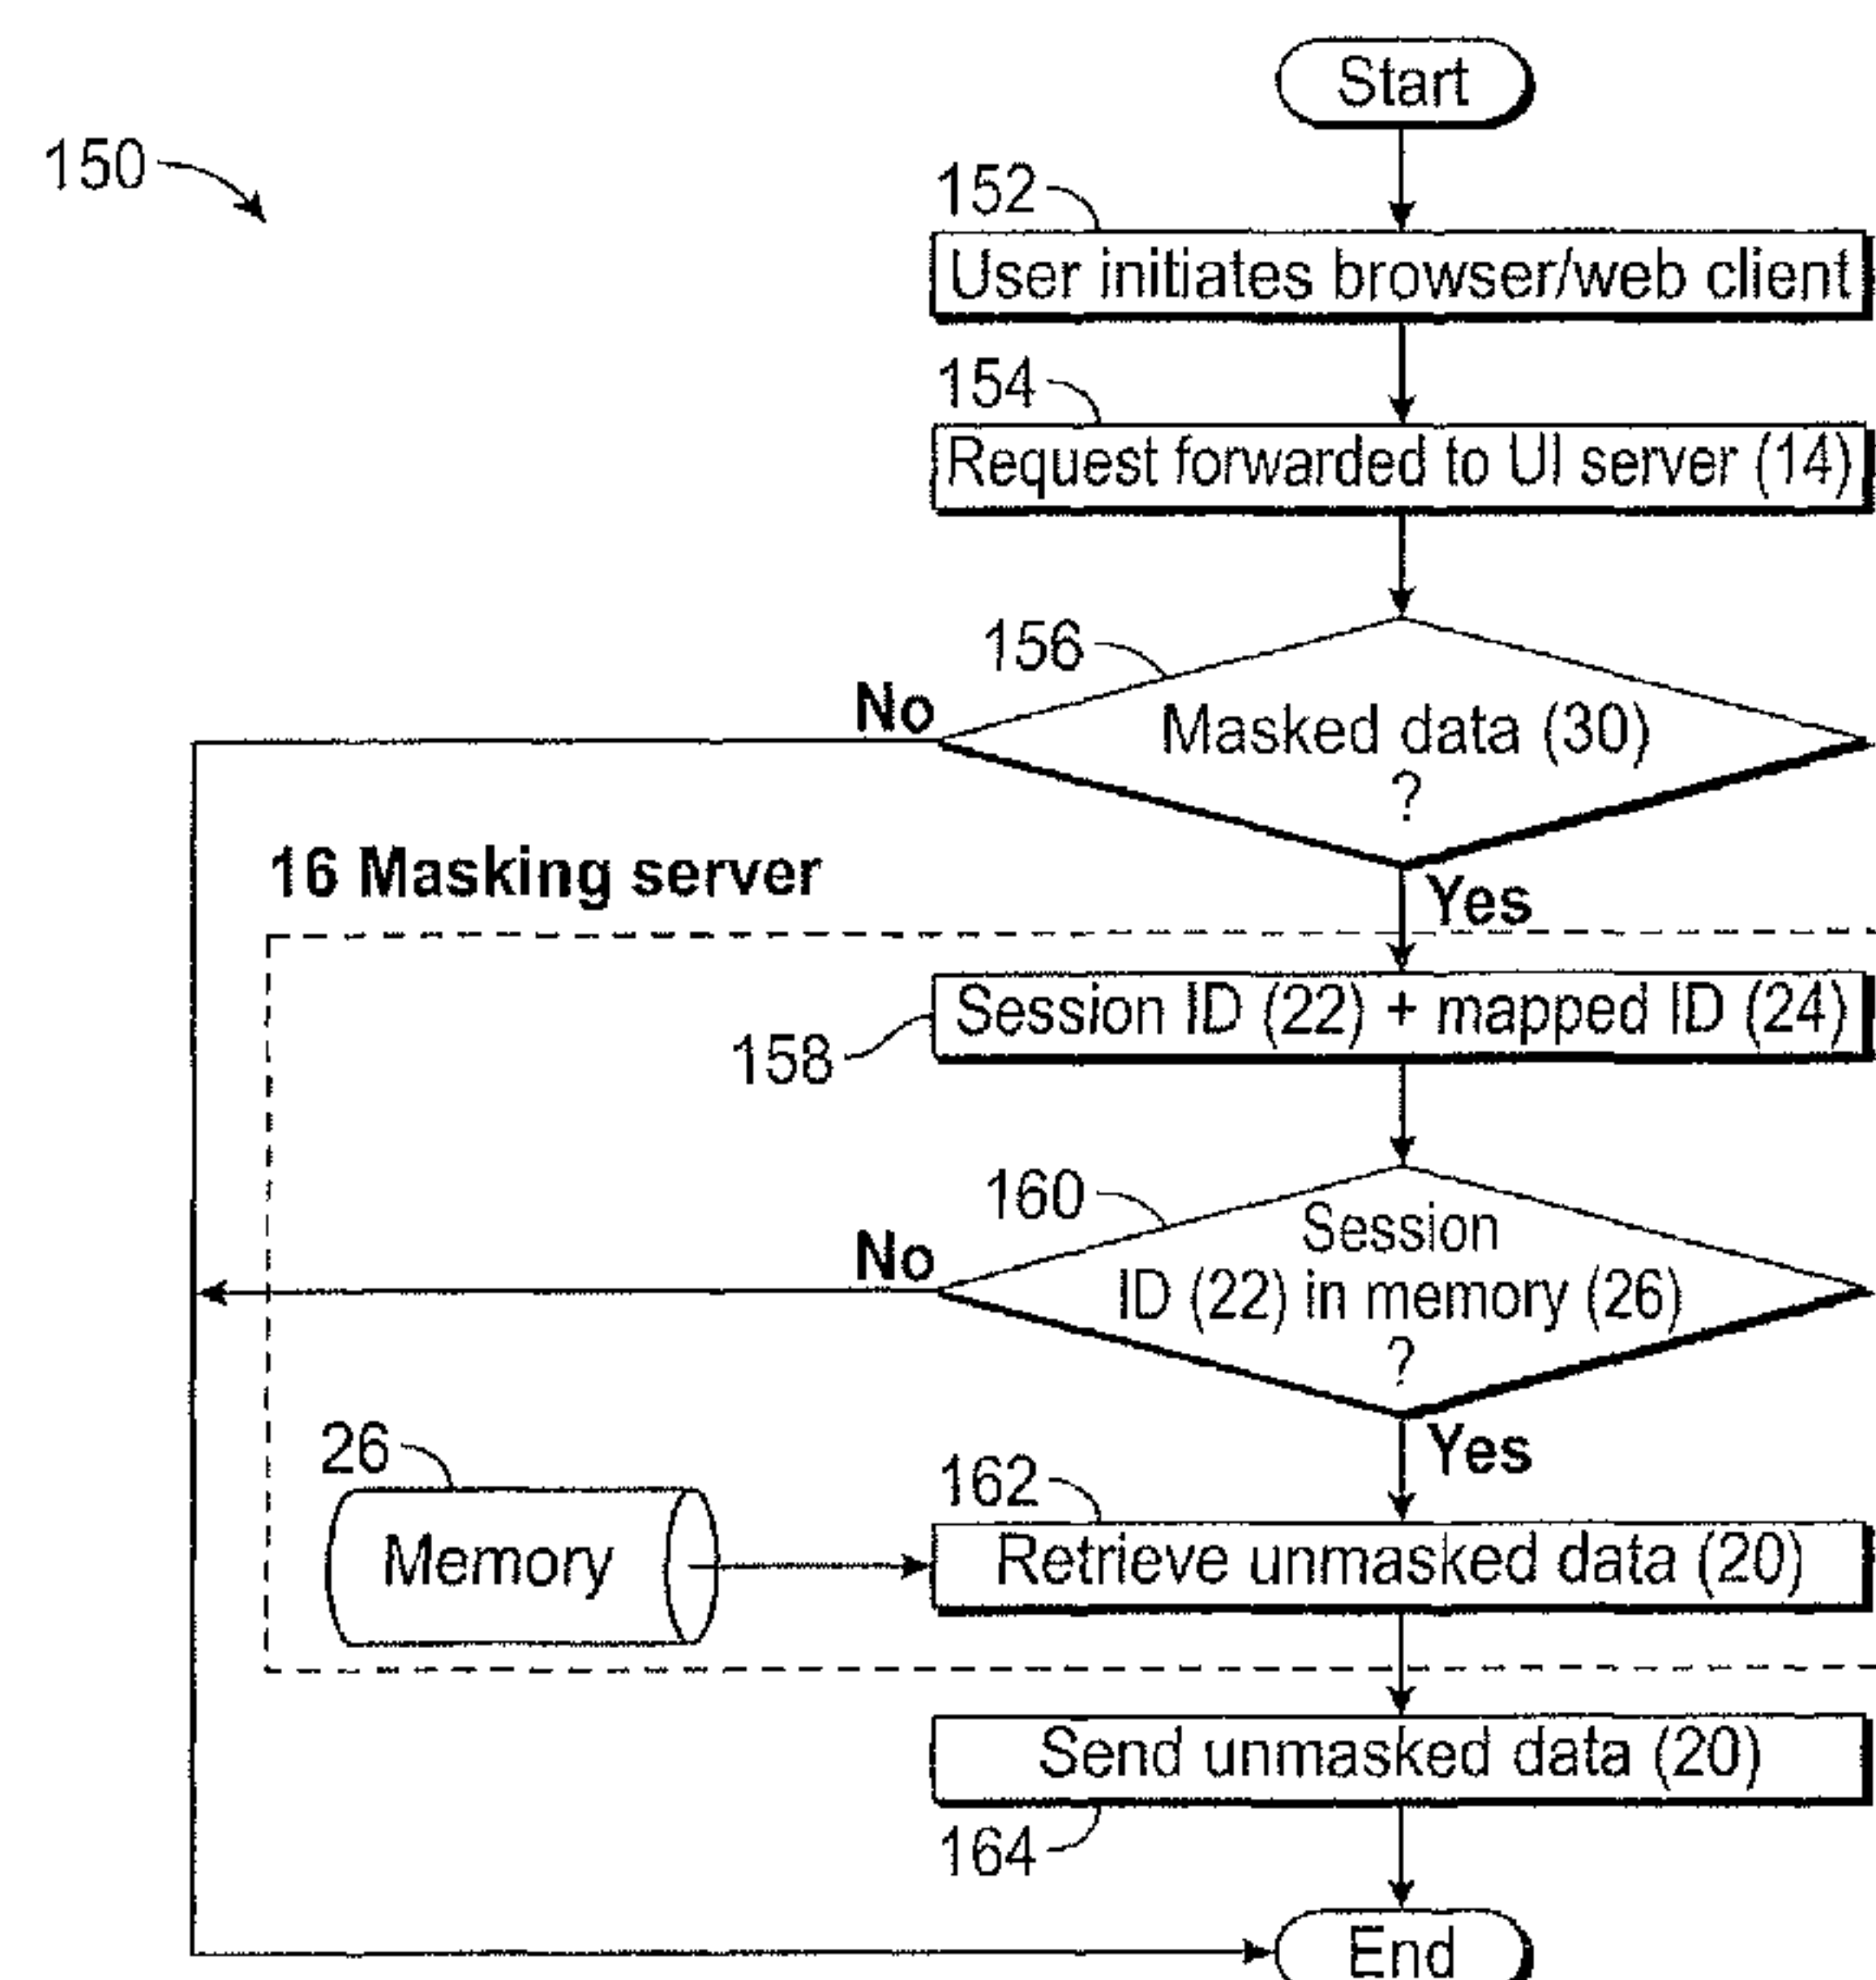 Start
150
152
User initiates browser/web client
154
Request forwarded to UI server (14)
156
No
Masked data (30)
?
16 Masking server
Yes
Session ID (22) + mapped ID (24)
158
160
No
Session
ID (22) in memory (26)
?
Yes
26
162
Memory
Retrieve unmasked data (20)
Send unmasked data (20)
164
End